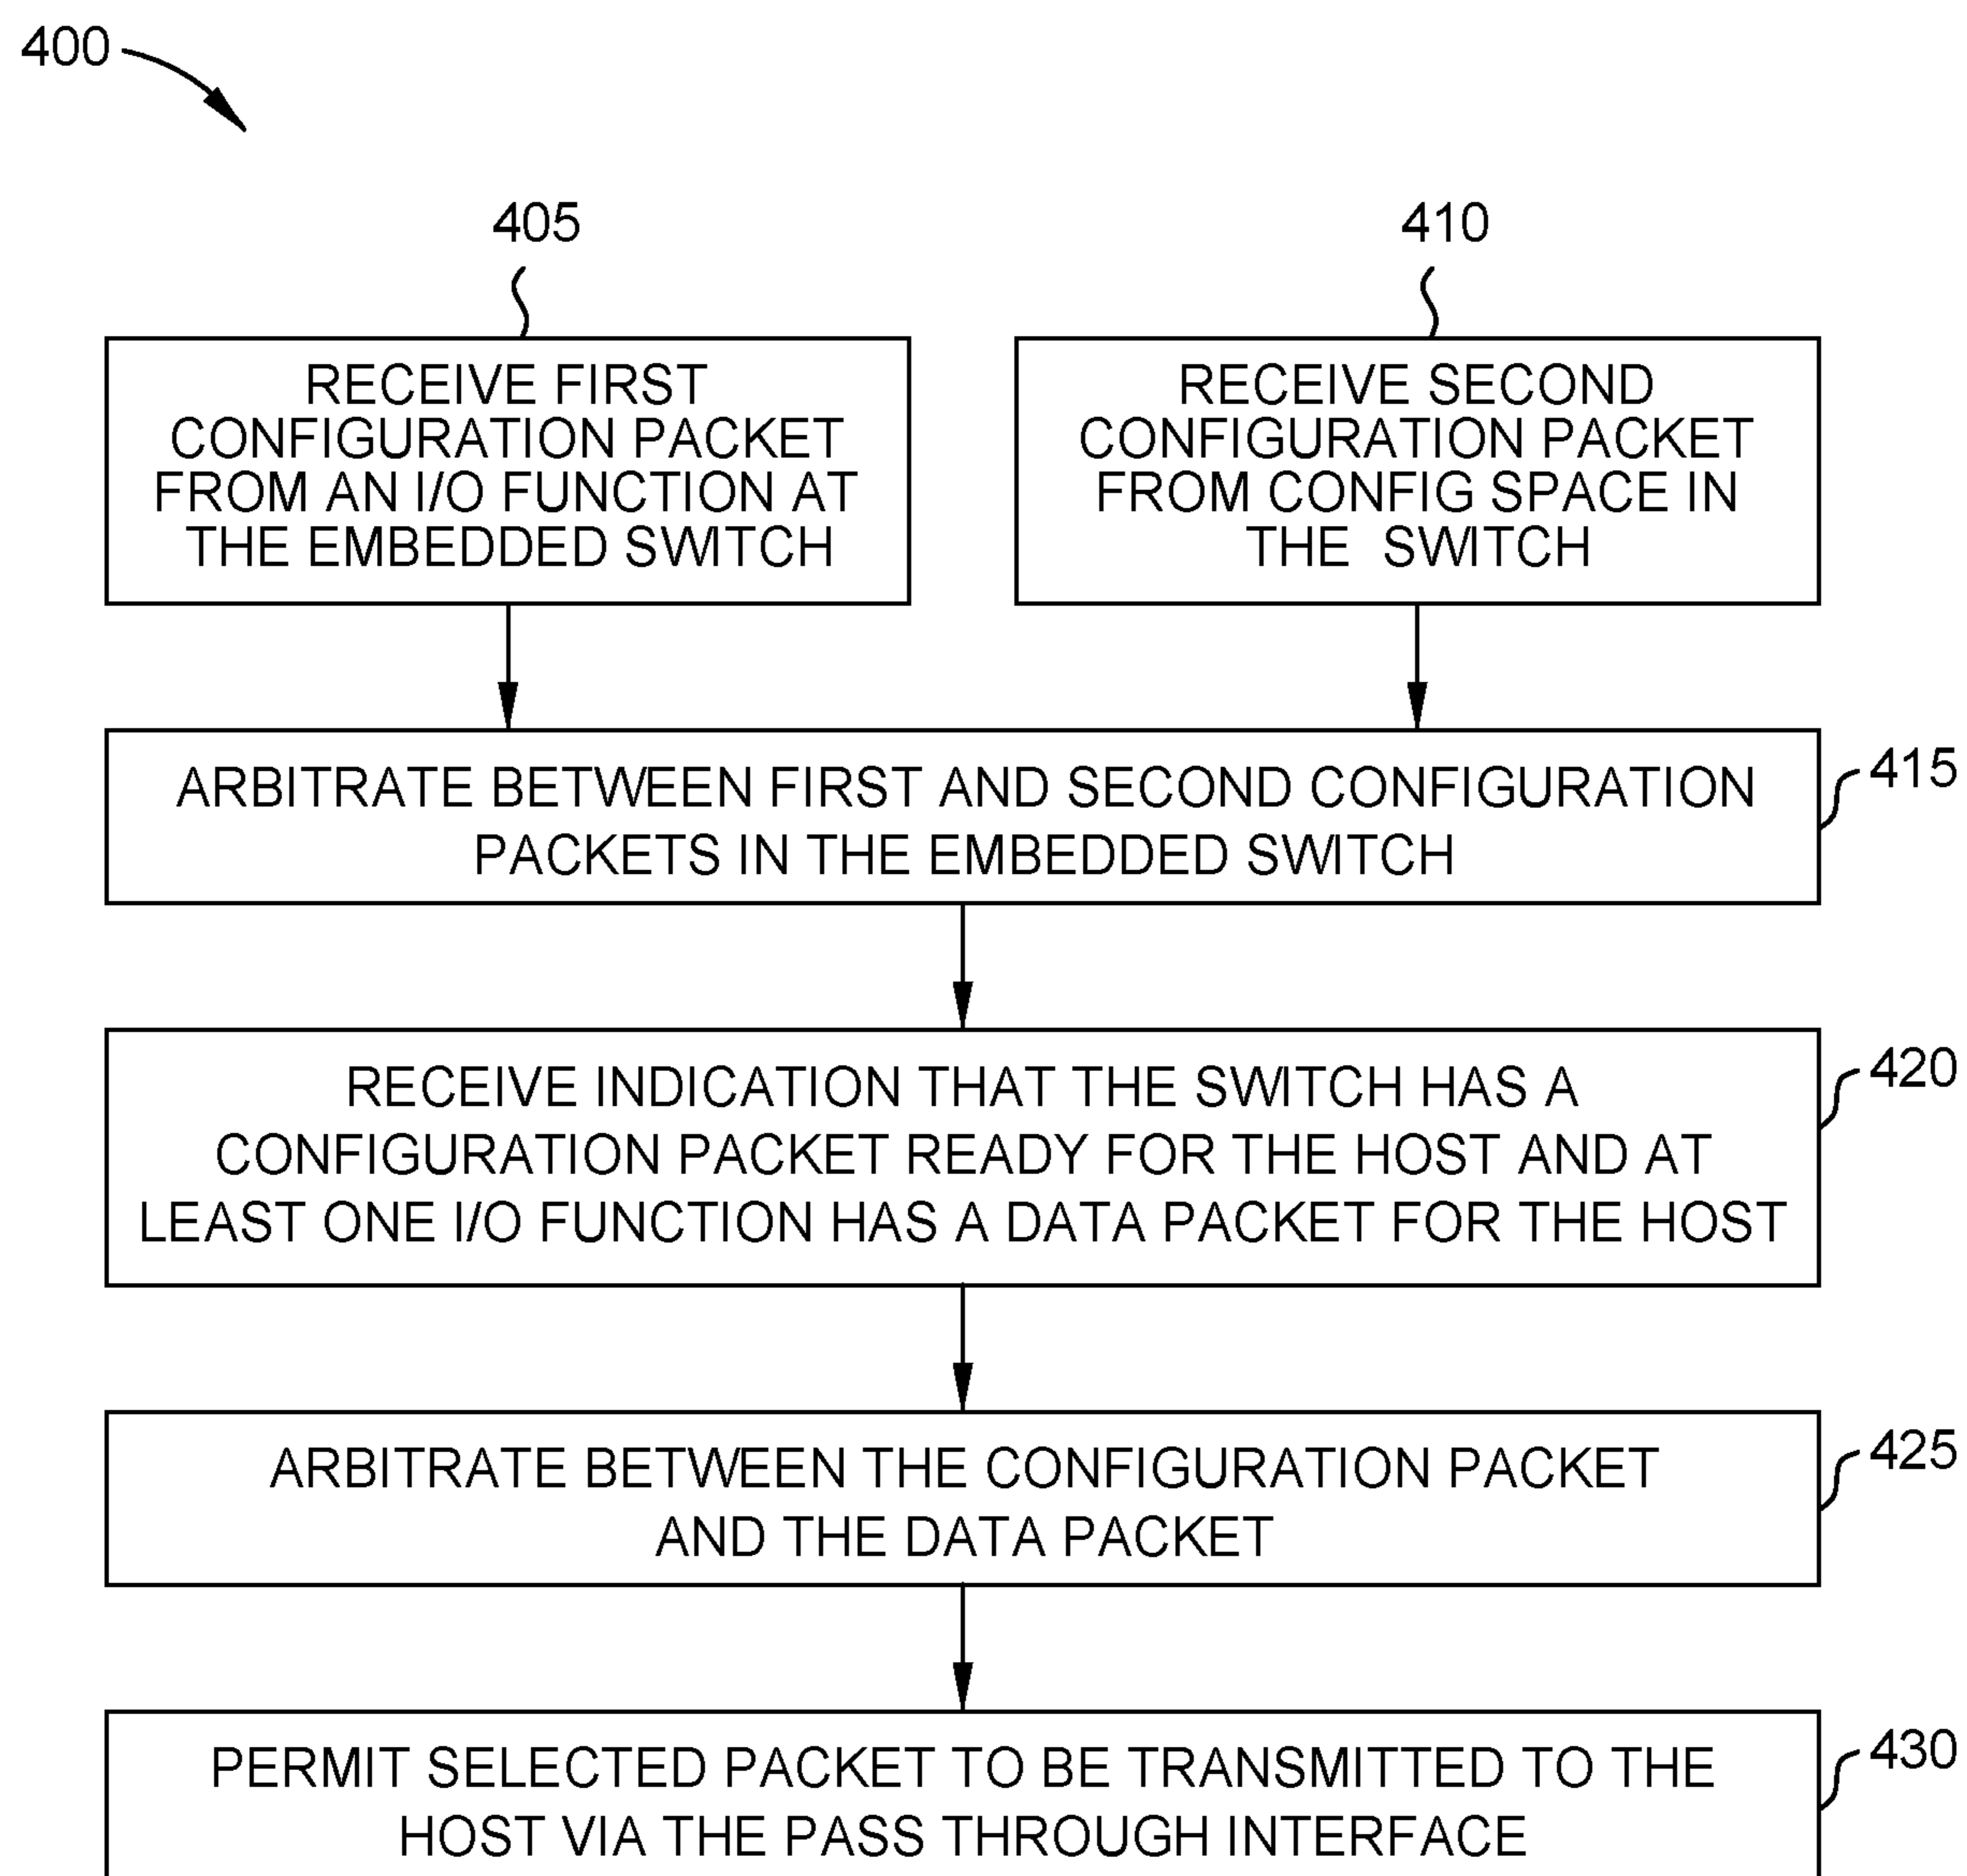 400
405
410
RECEIVE FIRST
CONFIGURATION PACKET
FROM AN I/O FUNCTION AT
THE EMBEDDED SWITCH
RECEIVE SECOND
CONFIGURATION PACKET
FROM CONFIG SPACE IN
THE SWITCH
ARBITRATE BETWEEN FIRST AND SECOND CONFIGURATION
PACKETS IN THE EMBEDDED SWITCH
415
RECEIVE INDICATION THAT THE SWITCH HAS A
CONFIGURATION PACKET READY FOR THE HOST AND AT
LEAST ONE I/O FUNCTION HAS A DATA PACKET FOR THE HOST
420
ARBITRATE BETWEEN THE CONFIGURATION PACKET
AND THE DATA PACKET
425
PERMIT SELECTED PACKET TO BE TRANSMITTED TO THE
HOST VIA THE PASS THROUGH INTERFACE
430